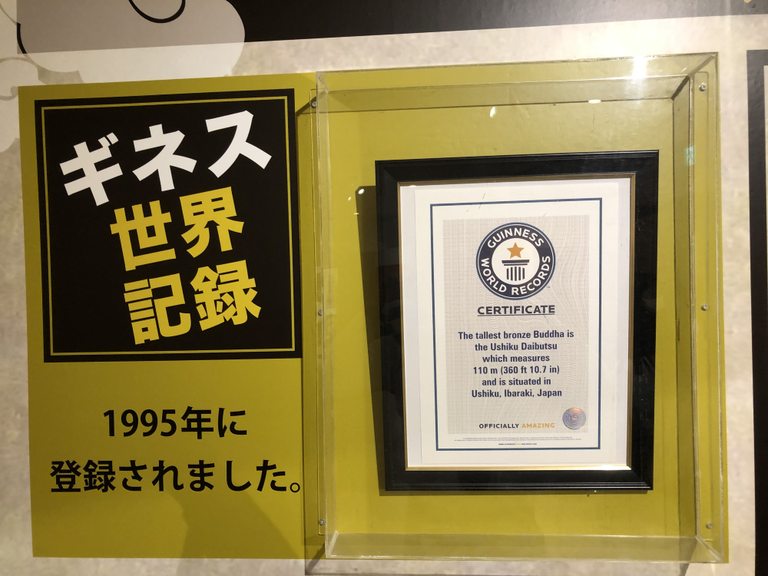 ギネス
世界
記録
1995年に
登録されました。
GUINNESS
WORLD RECORDS
CERTIFICATE
The tallest bronze Buddha is
the Ushiku Daibutsu
which measures
110 m (360 ft 10.7 in)
and is situated in
Ushiku, Ibaraki, Japan
OFFICIALLY AMAZING